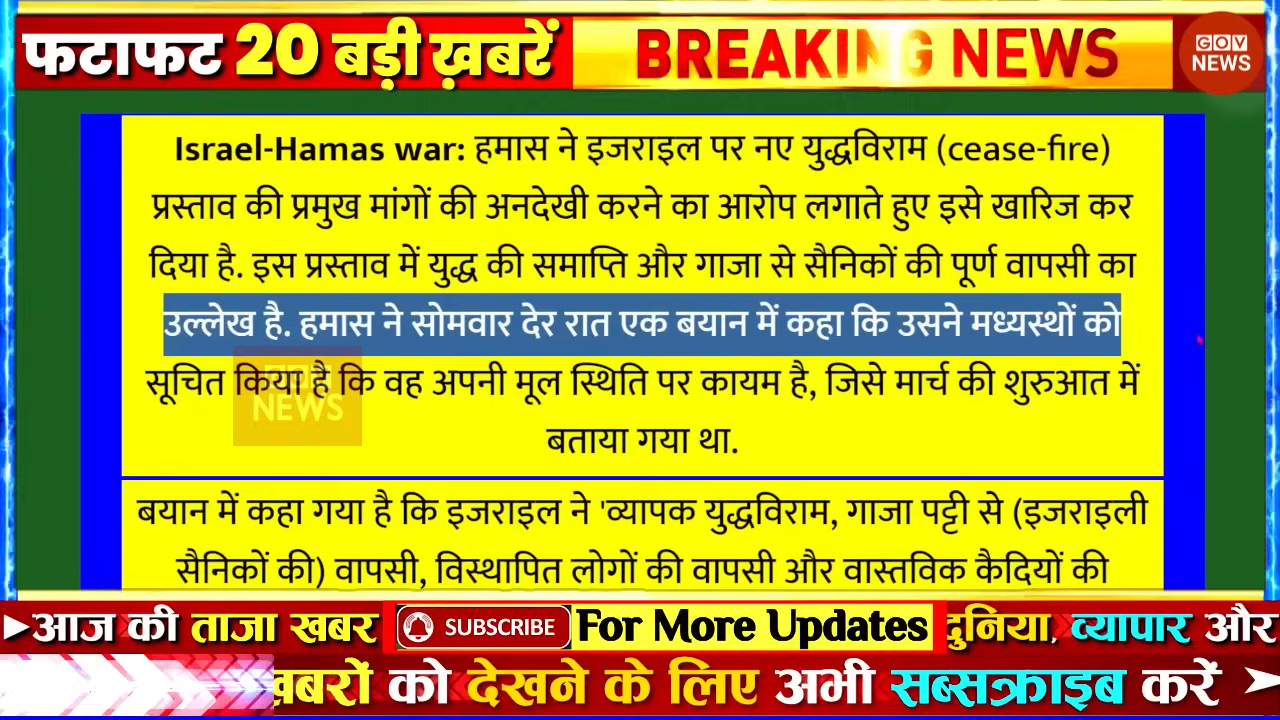 फटाफट 20 बड़ी ख़बरें
BREAKING NEWS
GOV
NEWS
Israel-Hamas war: हमास ने इजराइल पर नए युद्धविराम (cease-fire)
प्रस्ताव की प्रमुख मांगों की अनदेखी करने का आरोप लगाते हुए इसे खारिज कर
दिया है. इस प्रस्ताव में युद्ध की समाप्ति और गाजा से सैनिकों की पूर्ण वापसी का
उल्लेख है. हमास ने सोमवार देर रात एक बयान में कहा कि उसने मध्यस्थों को
सूचित किया है कि वह अपनी मूल स्थिति पर कायम है, जिसे मार्च की शुरुआत में
बताया गया था.
GOV
NEWS
बयान में कहा गया है कि इजराइल ने 'व्यापक युद्धविराम, गाजा पट्टी से (इजराइली
सैनिकों की) वापसी, विस्थापित लोगों की वापसी और वास्तविक कैदियों की
आज की ताजा खबर
SUBSCRIBE
For More Updates
दुनिया, व्यापार और
ख़बरों को देखने के लिए अभी सब्सक्राइब करें